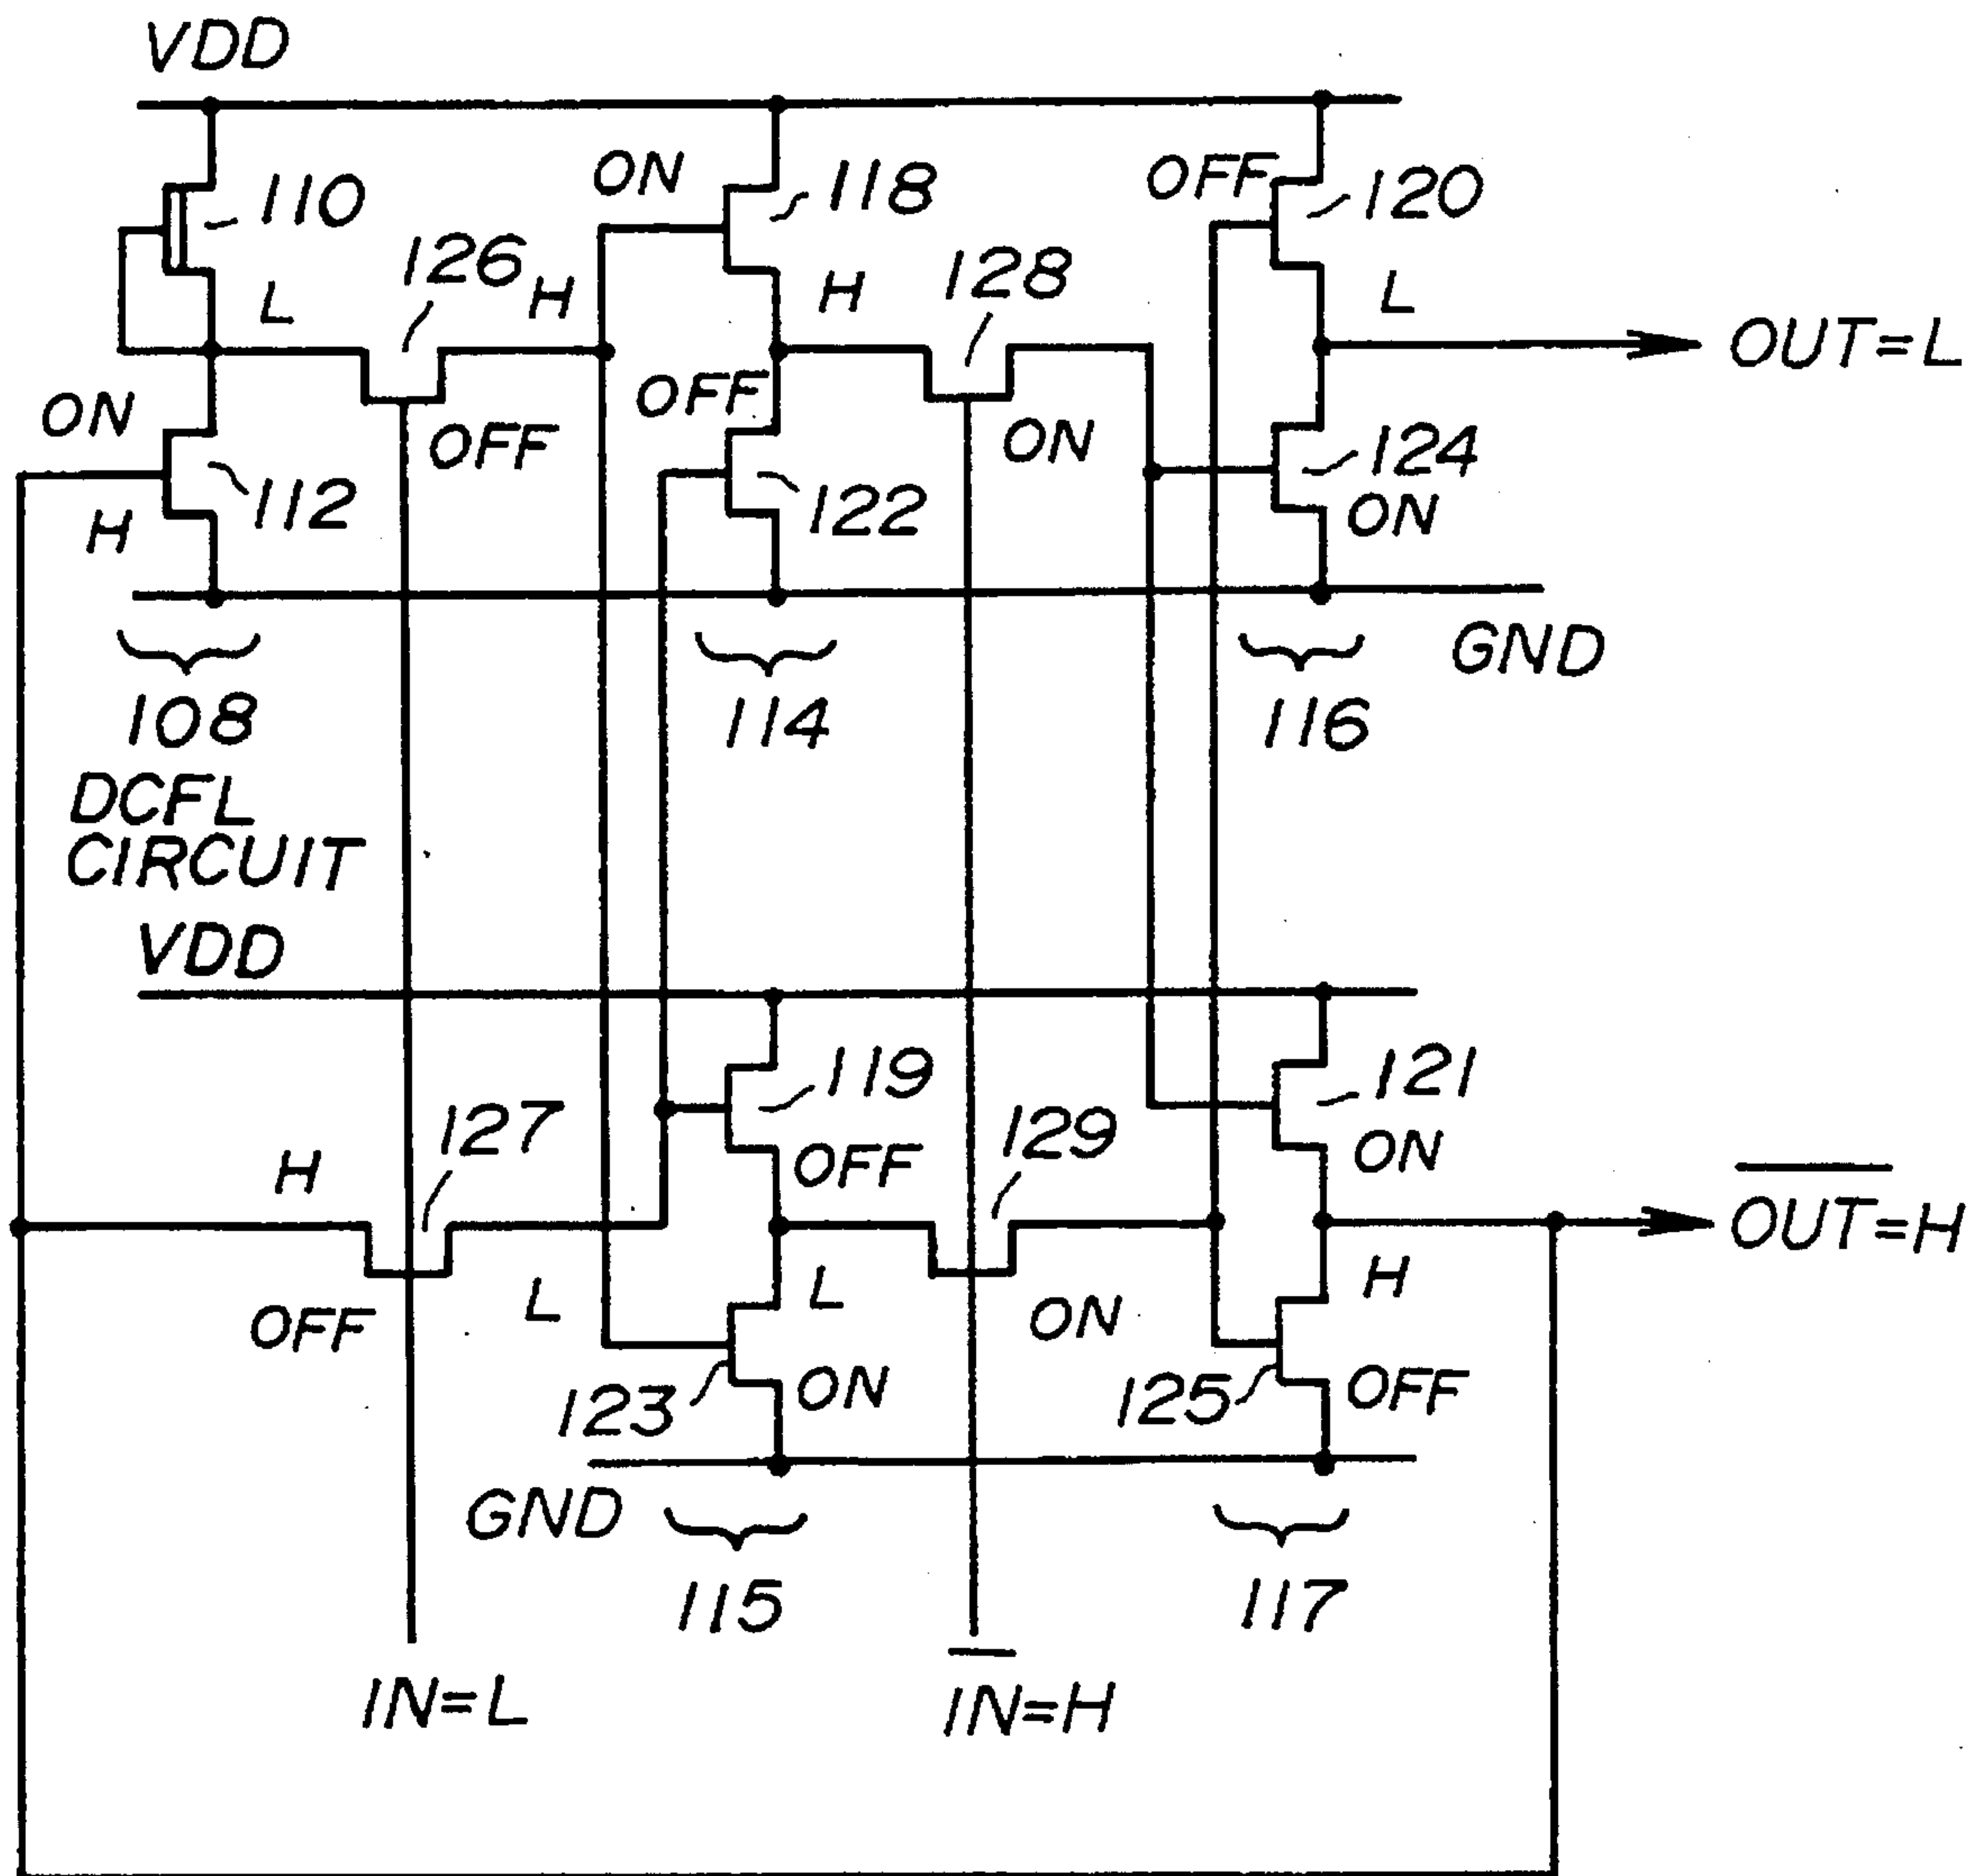 VDD
110
ON
118
OFF
120
126
H
H
128
L
L
OUT=L
ON
OFF
OFF
ON
124
112
122
ON
H
GND
108
114
116
DCFL
CIRCUIT
VDD
119
121
127
129
H
OFF
ON
OUT=H
L
L
H
OFF
ON
123
ON
125
OFF
GND
115
117
IN=L
IN=H